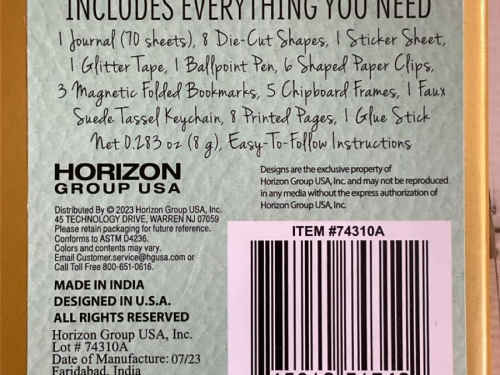 INCLUDES EVERYTHING YOU NEED
1 Journal (70 sheets), 8 Die-Cut Shapes, 1 Sticker Sheet,
1 Glitter Tape, 1 Ballpoint Pen, 6 Shaped Paper Clips,
3 Magnetic Folded Bookmarks, 5 Chipboard Frames, 1 Faux
Suede Tassel Keychain, 8 Printed Pages, 1 Glue Stick
Net 0.283 oz (8 g), Easy-To-Follow Instructions
HORIZON
GROUP USA
Distributed By © 2023 Horizon Group USA, Inc.
45 TECHNOLOGY DRIVE, WARREN NJ 07059
Please retain packaging for future reference.
Conforms to ASTM D4236.
Colors and contents may vary.
Email Customer.service@hgusa.com or
Call Toll Free 800-651-0616.
MADE IN INDIA
DESIGNED IN U.S.A.
ALL RIGHTS RESERVED
Horizon Group USA, Inc.
Lot # 74310A
Date of Manufacture: 07/23
Faridabad, India
Designs are the exclusive property of
Horizon Group USA, Inc. and may not be reproduced
in any media without the express authorization of
Horizon Group USA, Inc.
ITEM #74310A